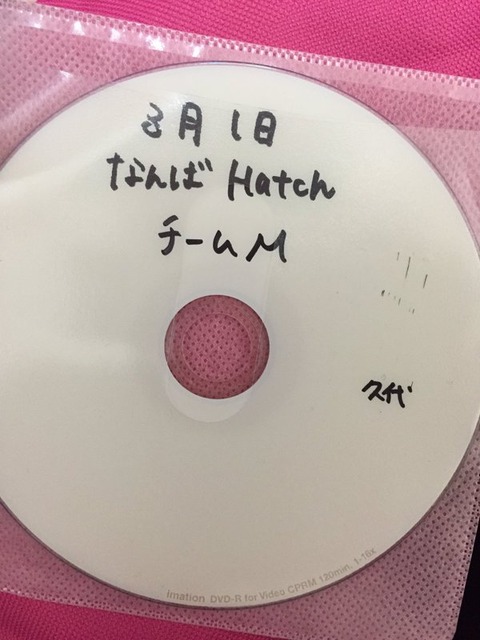 3月1日
なんば Hatch
チームM
久代
imation DVD-R for Video CPRM 120min. 1-16x